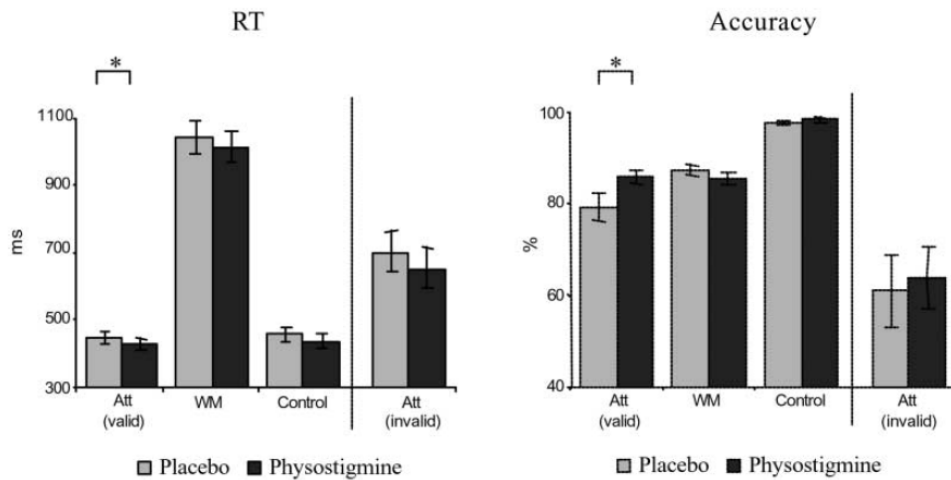 RT
*
1100
900
700
500
300
ms
Att
(valid)
WM
Control
Att
(invalid)
Placebo
Physostigmine
Accuracy
*
100
80
60
40
%
Att
(valid)
WM
Control
Att
(invalid)
Placebo
Physostigmine